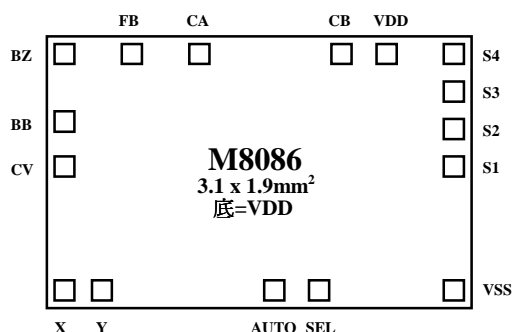 FB CA CB VDD
BZ S4
S3
BB S2
CV S1
M8086
3.1 x 1.9mm²
底=VDD
VSS
X Y AUTO SEL